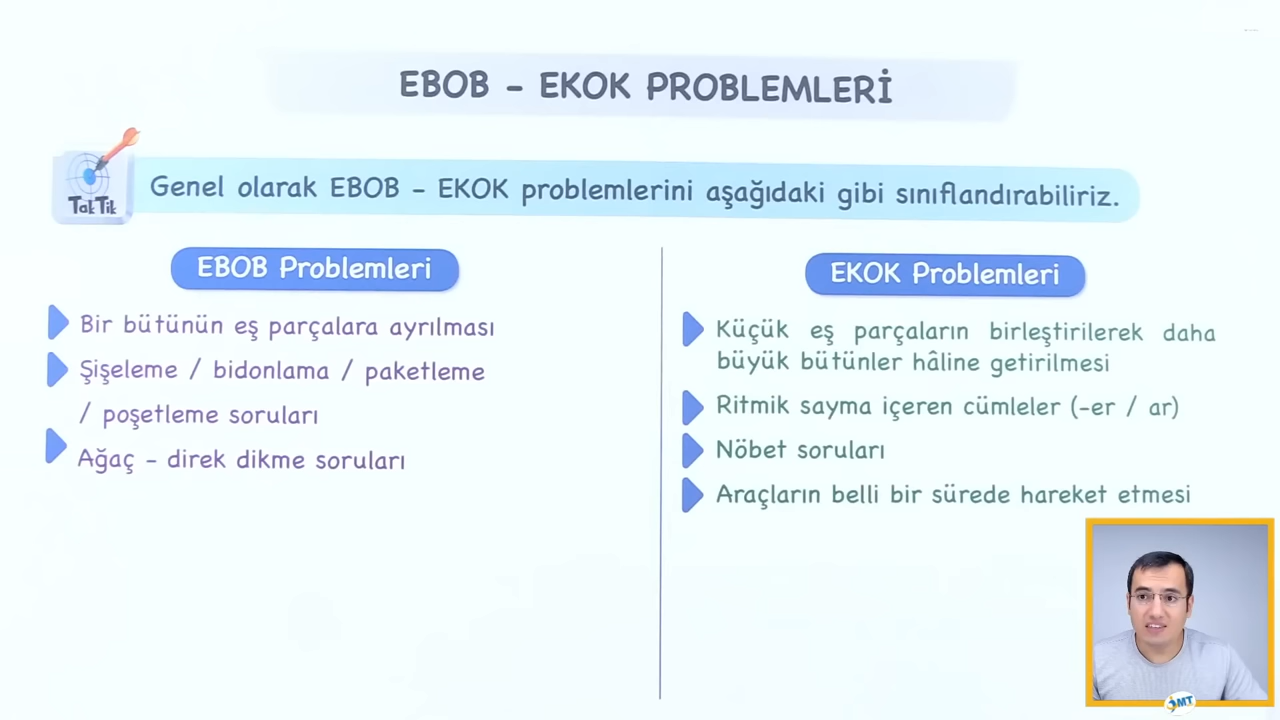 EBOB - EKOK PROBLEMLERİ
TakTik
Genel olarak EBOB - EKOK problemlerini aşağıdaki gibi sınıflandırabiliriz.
EBOB Problemleri
Bir bütünün eş parçalara ayrılması
Şişeleme / bidonlama / paketleme
/ poşetleme soruları
Ağaç - direk dikme soruları
EKOK Problemleri
Küçük eş parçaların birleştirilerek daha
büyük bütünler hâline getirilmesi
Ritmik sayma içeren cümleler (-er / ar)
Nöbet soruları
Araçların belli bir sürede hareket etmesi
MT